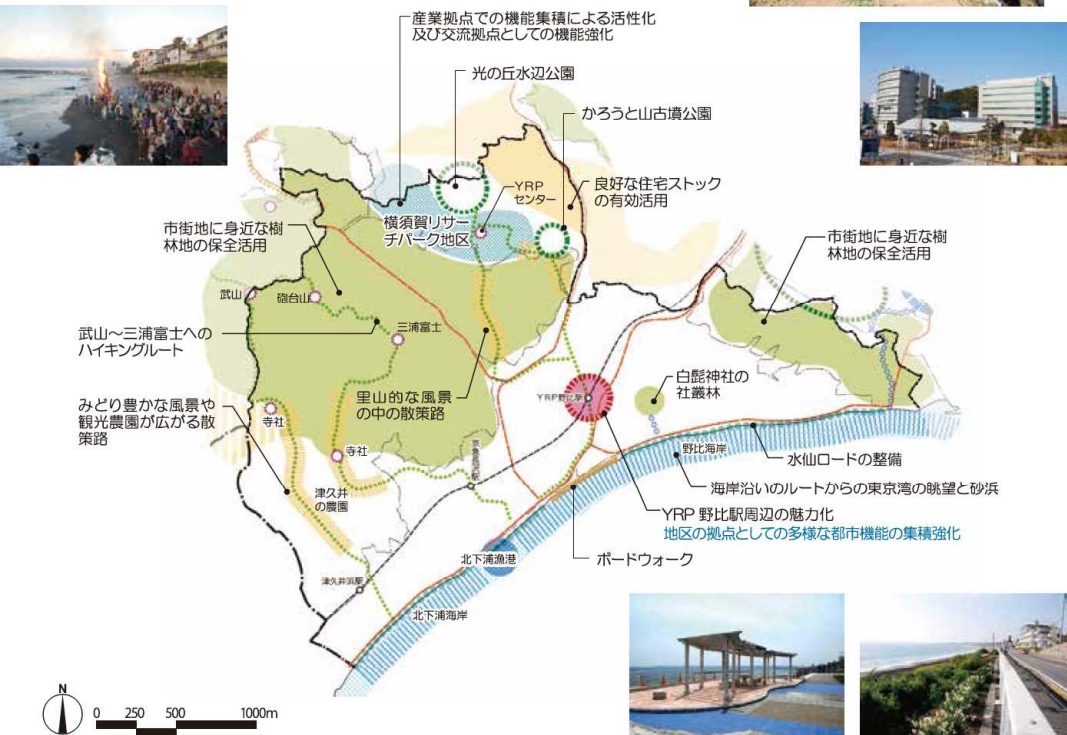 産業拠点での機能集積による活性化
及び交流拠点としての機能強化
光の丘水辺公園
かろうと山古墳公園
YRP
センター
良好な住宅ストック
の有効活用
横須賀リサー
チパーク地区
市街地に身近な樹
林地の保全活用
市街地に身近な樹
林地の保全活用
武山
砲台山
三浦富士
武山～三浦富士への
ハイキングルート
里山的な風景
の中の散策路
白髭神社の
社叢林
YRP野比駅
みどり豊かな風景や
観光農園が広がる散
策路
寺社
寺社
野比海岸
水仙ロードの整備
津久井
の農園
海岸沿いのルートからの東京湾の眺望と砂浜
YRP 野比駅周辺の魅力化
地区の拠点としての多様な都市機能の集積強化
ボードウォーク
北下浦漁港
津久井浜駅
北下浦海岸
N
0 250 500 1000m